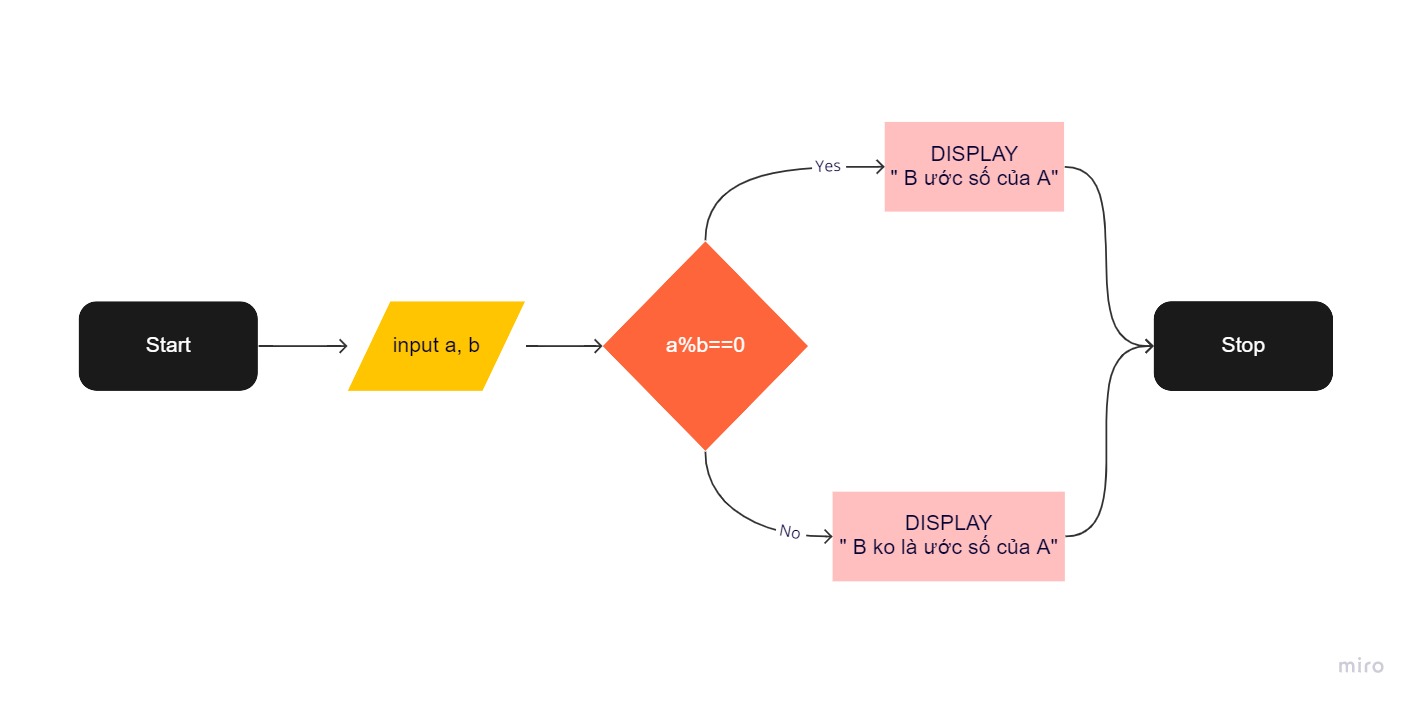 Start
input a, b
a%b==0
Yes
DISPLAY
" B ước số của A"
No
DISPLAY
" B ko là ước số của A"
Stop
miro